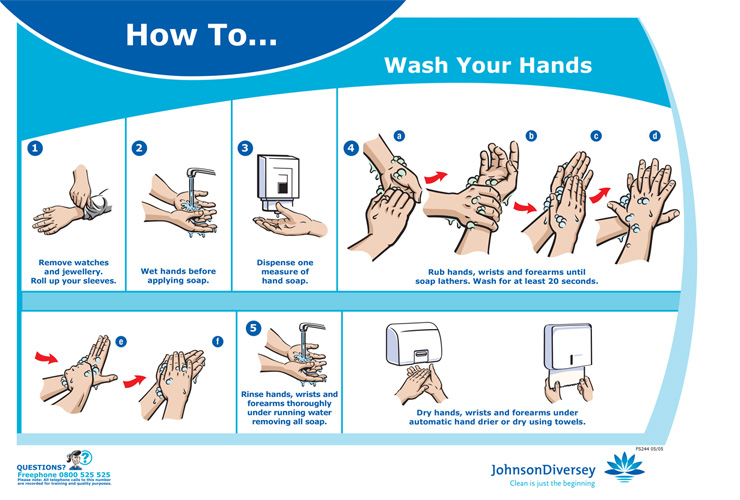 How To...
Wash Your Hands
1
Remove watches
and jewellery.
Roll up your sleeves.
2
Wet hands before
applying soap.
3
Dispense one
measure of
hand soap.
4
a
b
c
d
Rub hands, wrists and forearms until
soap lathers. Wash for at least 20 seconds.
e
f
5
Rinse hands, wrists and
forearms thoroughly
under running water
removing all soap.
Dry hands, wrists and forearms under
automatic hand drier or dry using towels.
FS244 05/05
QUESTIONS?
?
Freephone 0800 525 525
Please note: All telephone calls to this number
are recorded for training and quality purposes.
JohnsonDiversey
Clean is just the beginning